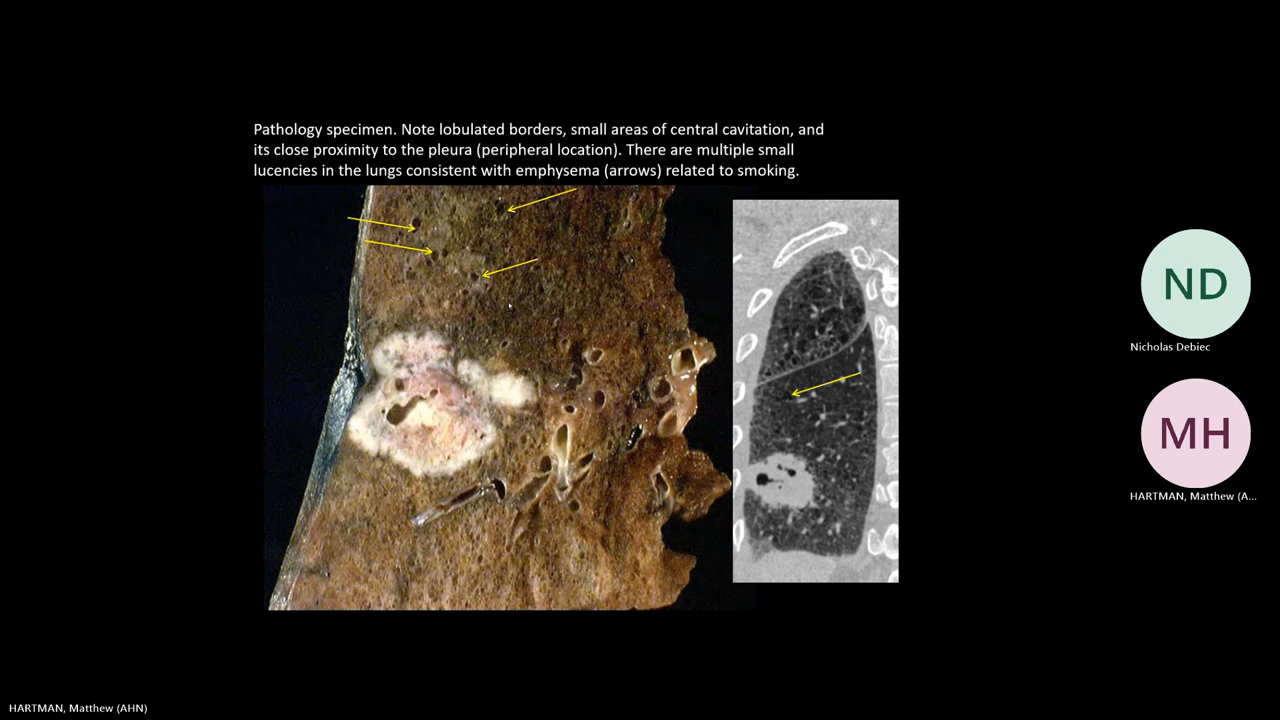 Pathology specimen. Note lobulated borders, small areas of central cavitation, and
its close proximity to the pleura (peripheral location). There are multiple small
lucencies in the lungs consistent with emphysema (arrows) related to smoking.
ND
Nicholas Debiec
MH
HARTMAN, Matthew (A...
HARTMAN, Matthew (AHN)